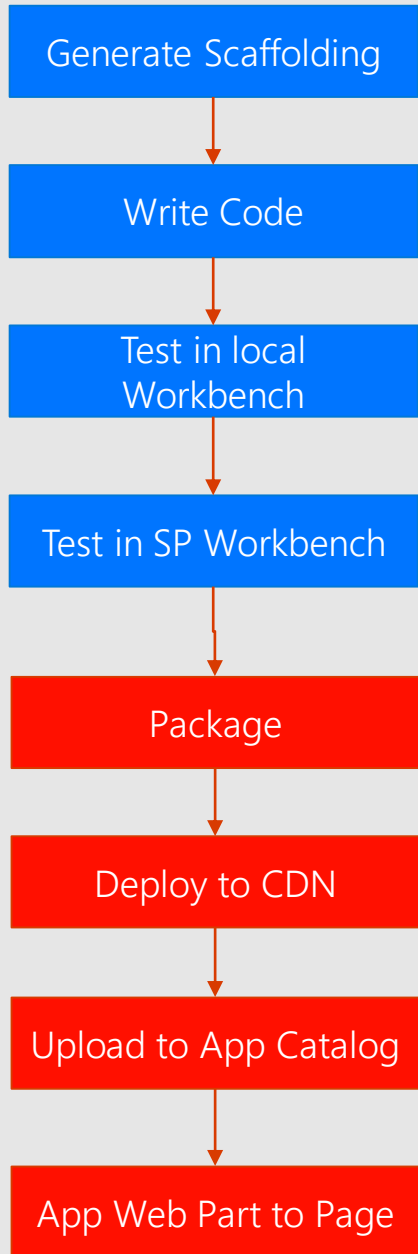 Generate Scaffolding
Write Code
Test in local
Workbench
Test in SP Workbench
Package
Deploy to CDN
Upload to App Catalog
App Web Part to Page